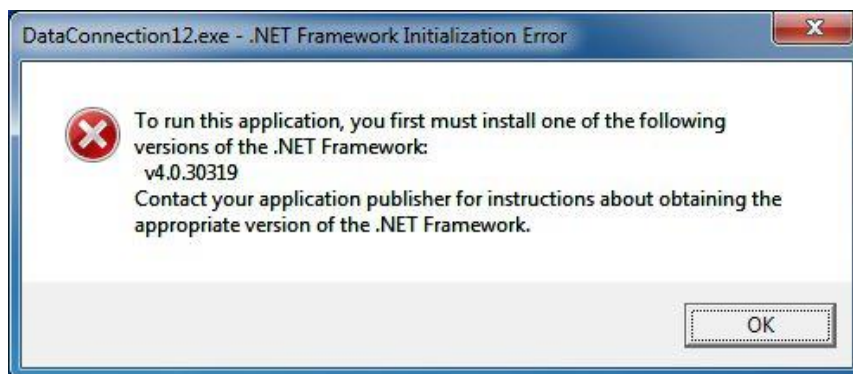 DataConnection12.exe - .NET Framework Initialization Error
To run this application, you first must install one of the following
versions of the .NET Framework:
v4.0.30319
Contact your application publisher for instructions about obtaining the
appropriate version of the .NET Framework.
OK